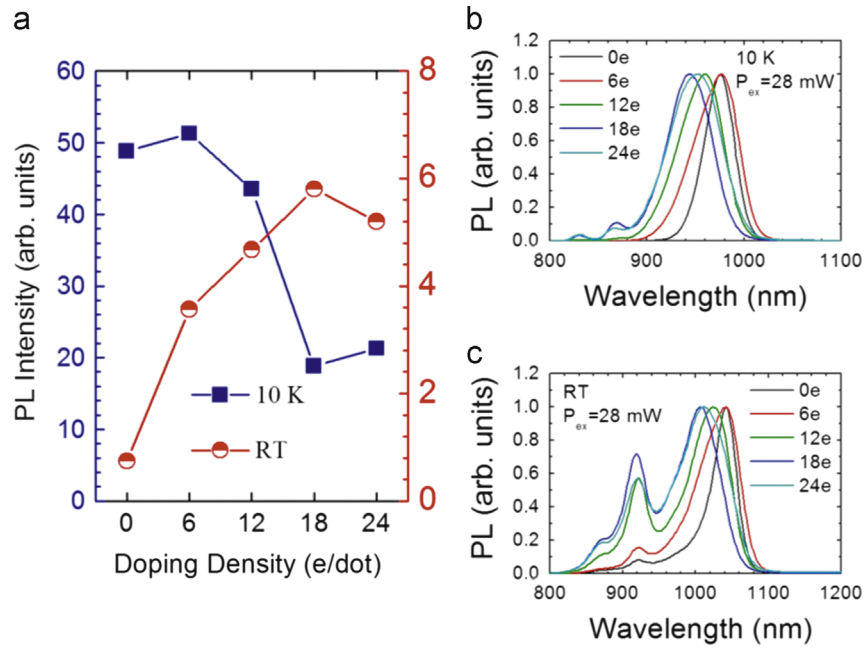 a
PL Intensity (arb. units)
60
50
40
30
20
10
0
8
6
4
2
0
10 K
RT
0 6 12 18 24
Doping Density (e/dot)
b
PL (arb. units)
1.2
1.0
0.8
0.6
0.4
0.2
0.0
0e
6e
12e
18e
24e
10 K
Pex=28 mW
800 900 1000 1100
Wavelength (nm)
c
PL (arb. units)
1.2
1.0
0.8
0.6
0.4
0.2
0.0
RT
Pex=28 mW
0e
6e
12e
18e
24e
800 900 1000 1100 1200
Wavelength (nm)